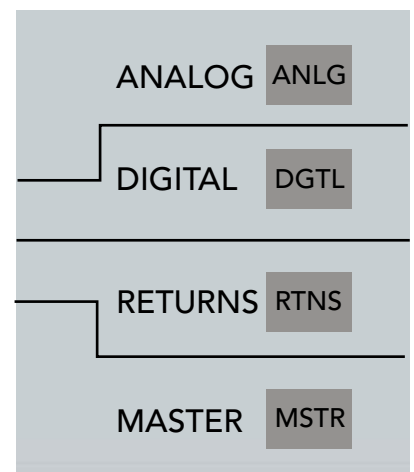 ANALOG ANLG
DIGITAL DGTL
RETURNS RTNS
MASTER MSTR